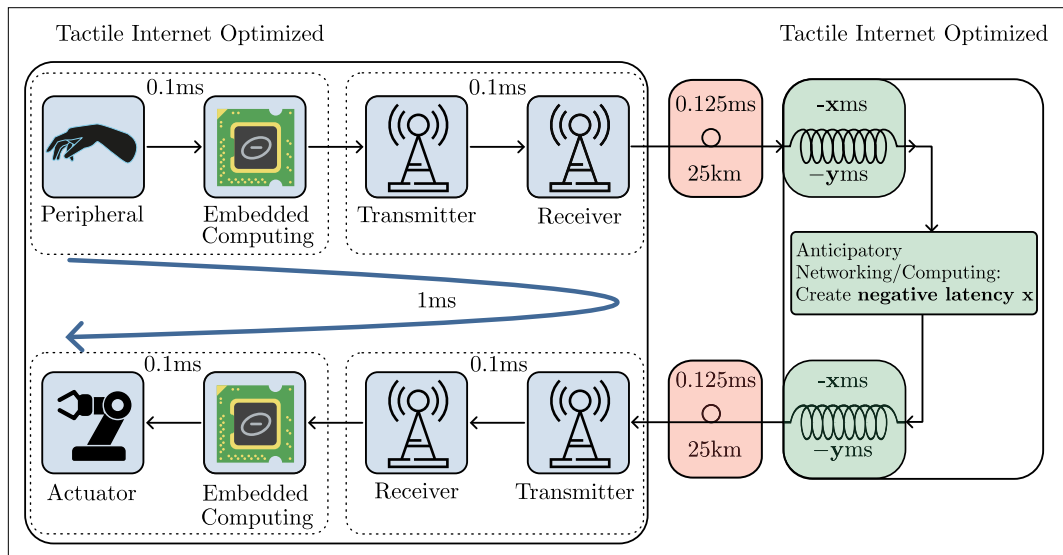 Tactile Internet Optimized
Tactile Internet Optimized
0.1ms
0.1ms
Peripheral
Embedded
Computing
Transmitter
Receiver
0.125ms
25km
-xms
−yms
Anticipatory
Networking/Computing:
Create negative latency x
1ms
0.1ms
0.1ms
Actuator
Embedded
Computing
Receiver
Transmitter
0.125ms
25km
-xms
−yms